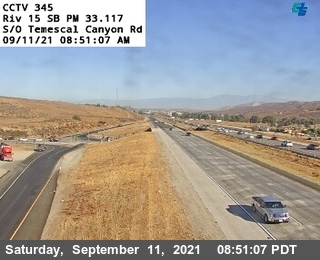 CCTV 345
Riv 15 SB PM 33.117
S/O Temescal Canyon Rd
09/11/21 08:51:07 AM
Saturday, September 11, 2021 08:51:07 PDT